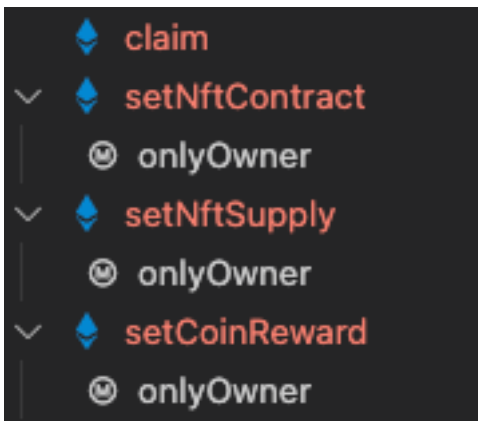 claim
setNftContract
onlyOwner
setNftSupply
onlyOwner
setCoinReward
onlyOwner